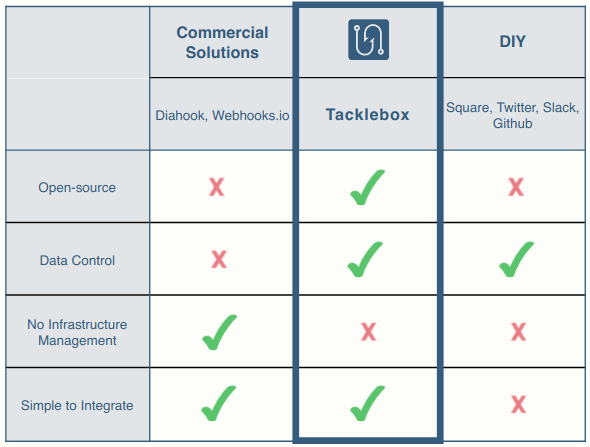 Commercial
Solutions
DIY
Diahook, Webhooks.io
Tacklebox
Square, Twitter, Slack,
Github
Open-source
X
✓
X
Data Control
X
✓
✓
No Infrastructure
Management
✓
X
X
Simple to Integrate
✓
✓
X